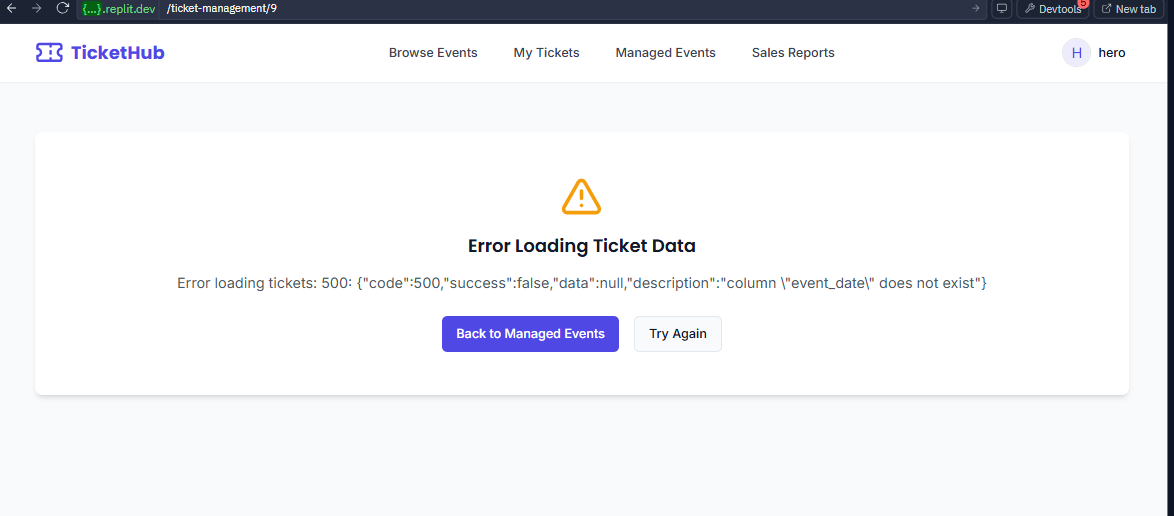 {...}.replit.dev /ticket-management/9 Devtools 5 New tab
TicketHub Browse Events My Tickets Managed Events Sales Reports H hero
Error Loading Ticket Data
Error loading tickets: 500: {"code":500,"success":false,"data":null,"description":"column \"event_date\" does not exist"}
Back to Managed Events Try Again